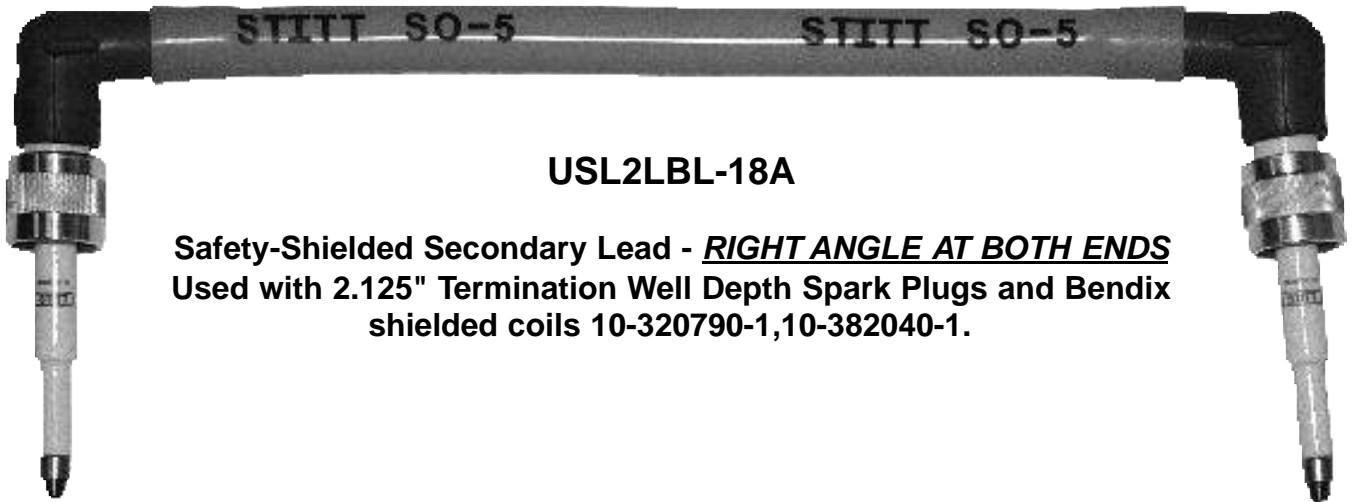 STITT SO-5 STITT SO-5
USL2LBL-18A
Safety-Shielded Secondary Lead - RIGHT ANGLE AT BOTH ENDS
Used with 2.125" Termination Well Depth Spark Plugs and Bendix
shielded coils 10-320790-1,10-382040-1.